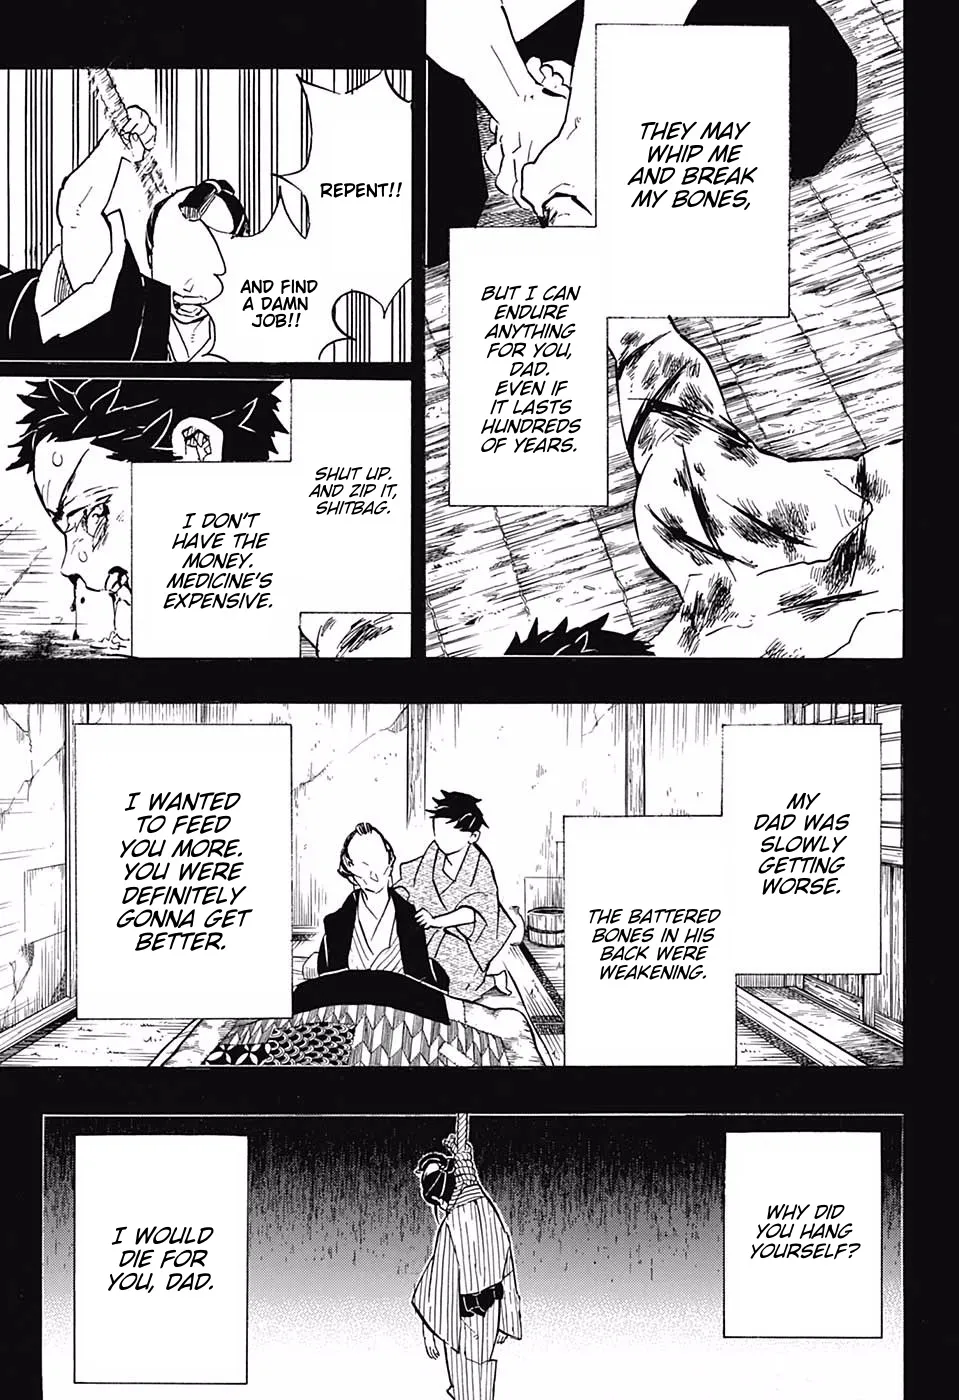 THEY MAY
WHIP ME
AND BREAK
MY BONES,
BUT I CAN
ENDURE
ANYTHING
FOR YOU,
DAD.
EVEN IF
IT LASTS
HUNDREDS
OF YEARS.
REPENT!!
AND FIND
A DAMN
JOB!!
SHUT UP.
AND ZIP IT,
SHITBAG.
I DON'T
HAVE THE
MONEY.
MEDICINE'S
EXPENSIVE.
MY
DAD WAS
SLOWLY
GETTING
WORSE.
THE BATTERED
BONES IN HIS
BACK WERE
WEAKENING.
I WANTED
TO FEED
YOU MORE.
YOU WERE
DEFINITELY
GONNA GET
BETTER.
WHY DID
YOU HANG
YOURSELF?
I WOULD
DIE FOR
YOU, DAD.